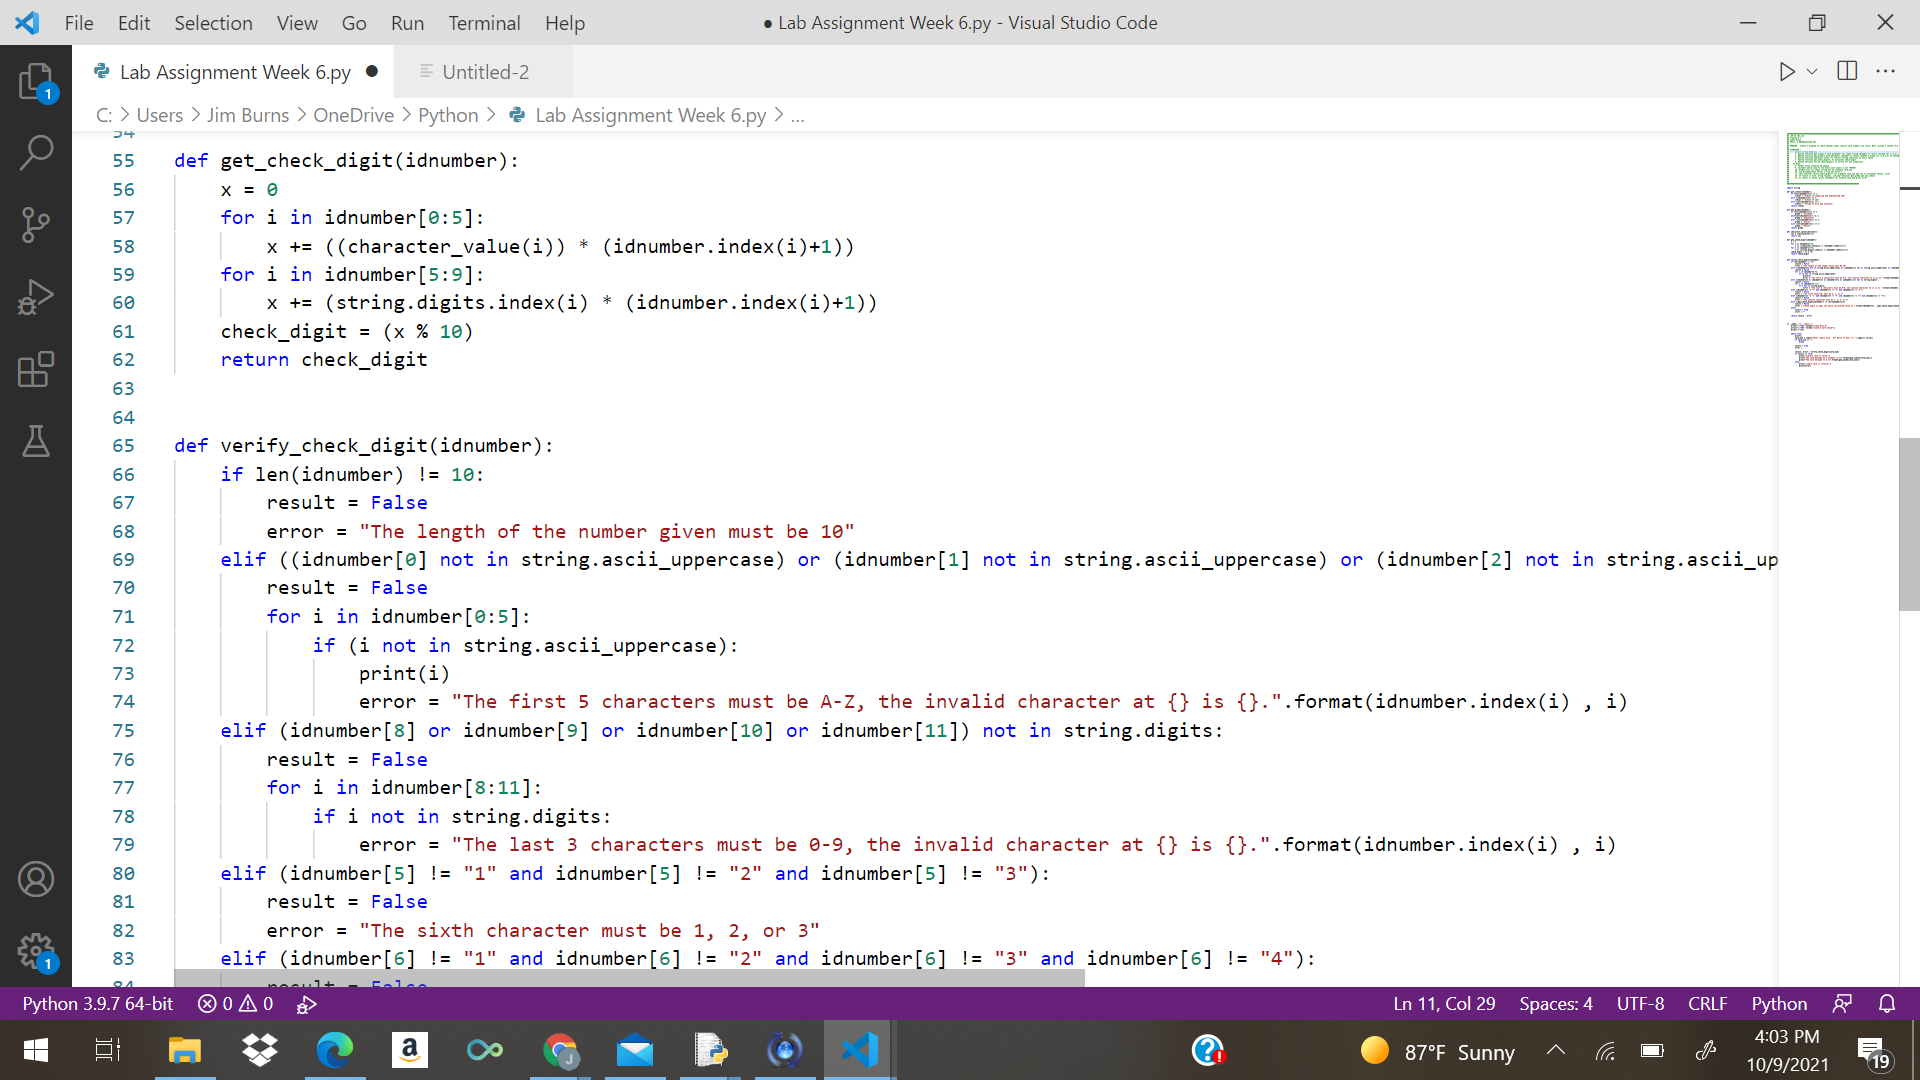 File Edit Selection View Go Run Terminal Help ● Lab Assignment Week 6.py - Visual Studio Code
Lab Assignment Week 6.py ● Untitled-2
C: > Users > Jim Burns > OneDrive > Python > Lab Assignment Week 6.py > ...
54
55 def get_check_digit(idnumber):
56 x = 0
57 for i in idnumber[0:5]:
58 x += ((character_value(i)) * (idnumber.index(i)+1))
59 for i in idnumber[5:9]:
60 x += (string.digits.index(i) * (idnumber.index(i)+1))
61 check_digit = (x % 10)
62 return check_digit
63
64
65 def verify_check_digit(idnumber):
66 if len(idnumber) != 10:
67 result = False
68 error = "The length of the number given must be 10"
69 elif ((idnumber[0] not in string.ascii_uppercase) or (idnumber[1] not in string.ascii_uppercase) or (idnumber[2] not in string.ascii_up
70 result = False
71 for i in idnumber[0:5]:
72 if (i not in string.ascii_uppercase):
73 print(i)
74 error = "The first 5 characters must be A-Z, the invalid character at {} is {}.".format(idnumber.index(i) , i)
75 elif (idnumber[8] or idnumber[9] or idnumber[10] or idnumber[11]) not in string.digits:
76 result = False
77 for i in idnumber[8:11]:
78 if i not in string.digits:
79 error = "The last 3 characters must be 0-9, the invalid character at {} is {}.".format(idnumber.index(i) , i)
80 elif (idnumber[5] != "1" and idnumber[5] != "2" and idnumber[5] != "3"):
81 result = False
82 error = "The sixth character must be 1, 2, or 3"
83 elif (idnumber[6] != "1" and idnumber[6] != "2" and idnumber[6] != "3" and idnumber[6] != "4"):
84 result = False
1
1
Python 3.9.7 64-bit 0 0 Ln 11, Col 29 Spaces: 4 UTF-8 CRLF Python
87°F Sunny
4:03 PM
10/9/2021
19